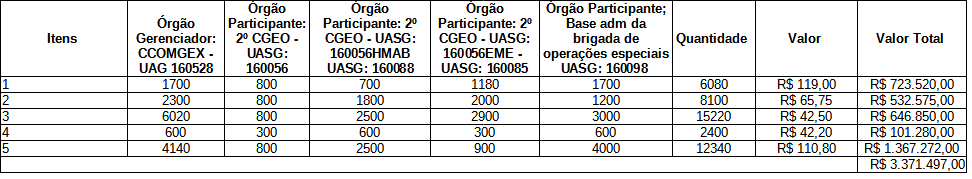 Itens | Órgão Gerenciador: CCOMGEX - UAG 160528 | Órgão Participante: 2º CGEO - UASG: 160056 | Órgão Participante: 2º CGEO - UASG: 160056HMAB UASG: 160088 | Órgão Participante: 2º CGEO - UASG: 160056EME - UASG: 160085 | Órgão Participante; Base adm da brigada de operações especiais UASG: 160098 | Quantidade | Valor | Valor Total
1 | 1700 | 800 | 700 | 1180 | 1700 | 6080 | R$ 119,00 | R$ 723.520,00
2 | 2300 | 800 | 1800 | 2000 | 1200 | 8100 | R$ 65,75 | R$ 532.575,00
3 | 6020 | 800 | 2500 | 2900 | 3000 | 15220 | R$ 42,50 | R$ 646.850,00
4 | 600 | 300 | 600 | 300 | 600 | 2400 | R$ 42,20 | R$ 101.280,00
5 | 4140 | 800 | 2500 | 900 | 4000 | 12340 | R$ 110,80 | R$ 1.367.272,00
R$ 3.371.497,00